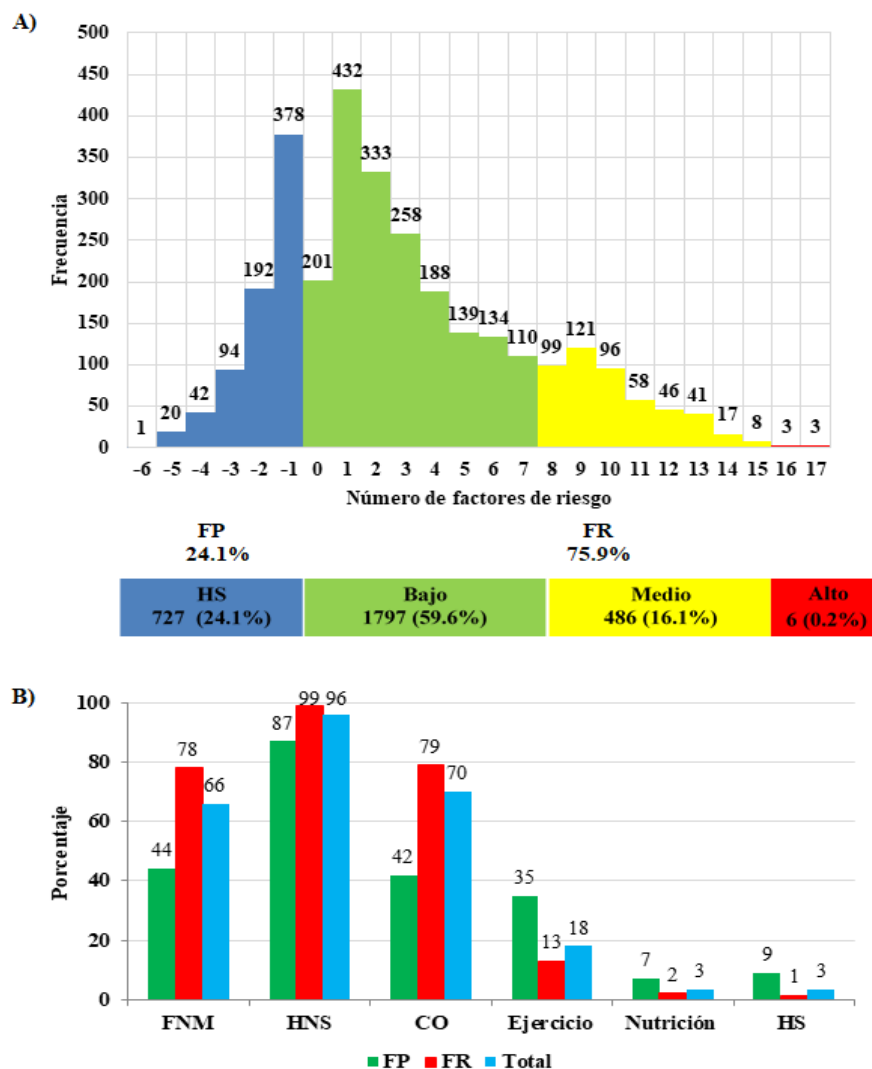 A)
500
450
400
350
300
250
200
150
100
50
0
Frecuencia
1 20 42 94 192 378 201 432 333 258 188 139 134 110 99 121 96 58 46 41 17 8 3 3
-6 -5 -4 -3 -2 -1 0 1 2 3 4 5 6 7 8 9 10 11 12 13 14 15 16 17
Número de factores de riesgo
FP FR
24.1% 75.9%
HS Bajo Medio Alto
727 (24.1%) 1797 (59.6%) 486 (16.1%) 6 (0.2%)
B)
100
80
60
40
20
0
Porcentaje
44 78 66 87 99 96 42 79 70 35 13 18 7 2 3 9 1 3
FNM HNS CO Ejercicio Nutrición HS
FP FR Total